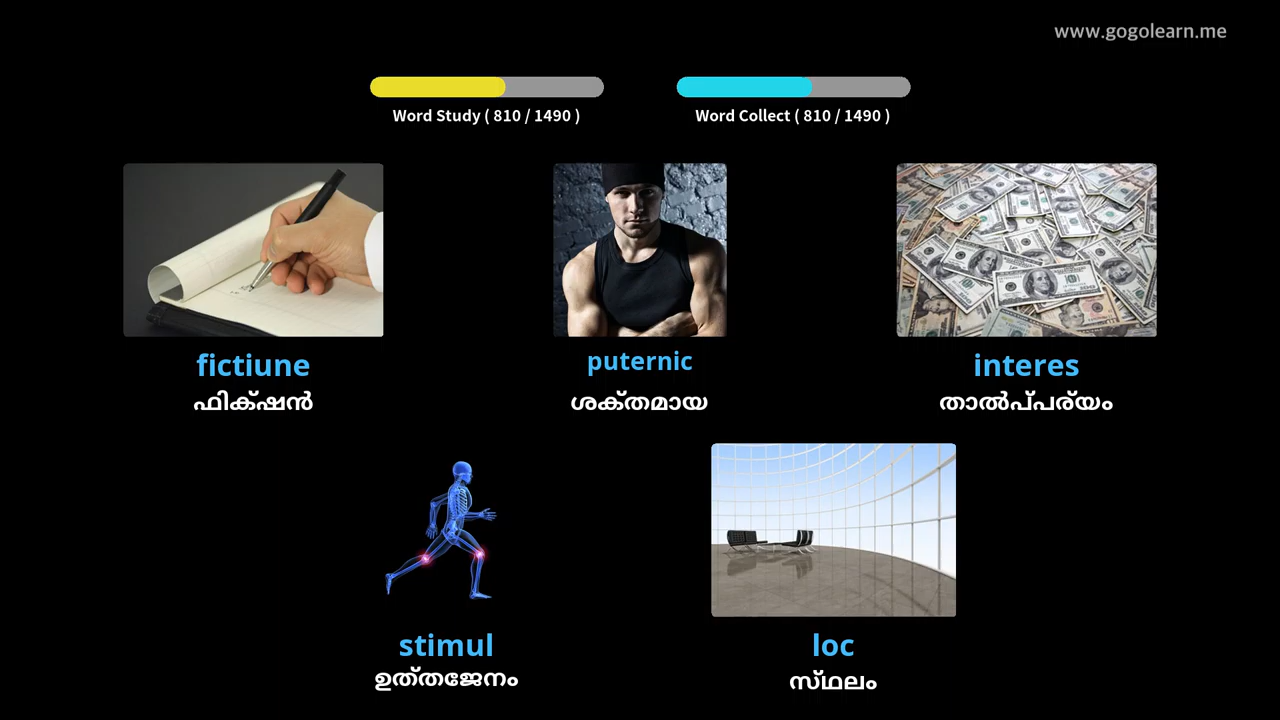 www.gogolearn.me
Word Study ( 810 / 1490 )
Word Collect ( 810 / 1490 )
fictiune
ഫിക്ഷൻ
puternic
ശക്തമായ
interes
താൽപ്പര്യം
stimul
ഉത്തജേനം
loc
സ്ഥലം